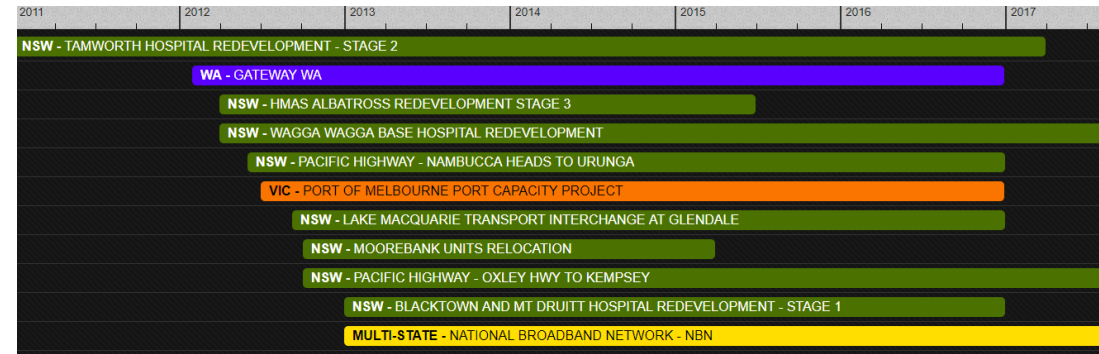 2011 2012 2013 2014 2015 2016 2017
NSW - TAMWORTH HOSPITAL REDEVELOPMENT - STAGE 2
WA - GATEWAY WA
NSW - HMAS ALBATROSS REDEVELOPMENT STAGE 3
NSW - WAGGA WAGGA BASE HOSPITAL REDEVELOPMENT
NSW - PACIFIC HIGHWAY - NAMBUCCA HEADS TO URUNGA
VIC - PORT OF MELBOURNE PORT CAPACITY PROJECT
NSW - LAKE MACQUARIE TRANSPORT INTERCHANGE AT GLENDALE
NSW - MOOREBANK UNITS RELOCATION
NSW - PACIFIC HIGHWAY - OXLEY HWY TO KEMPSEY
NSW - BLACKTOWN AND MT DRUITT HOSPITAL REDEVELOPMENT - STAGE 1
MULTI-STATE - NATIONAL BROADBAND NETWORK - NBN